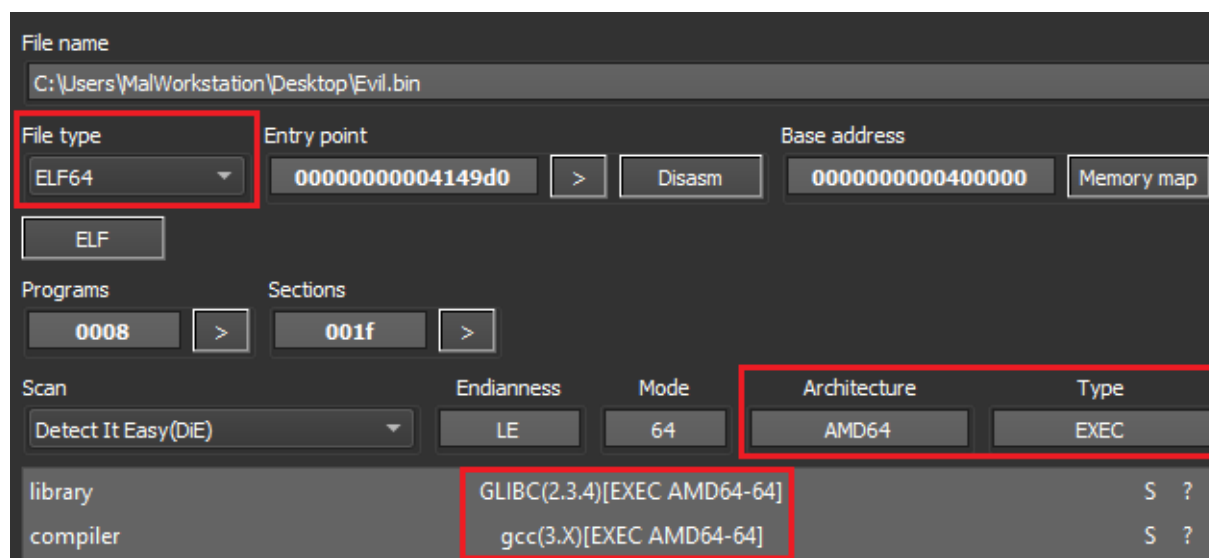 File name
C:\Users\MalWorkstation\Desktop\Evil.bin
File type Entry point Base address
ELF64 00000000004149d0 > Disasm 0000000000400000 Memory map
ELF
Programs Sections
0008 > 001f >
Scan Endianness Mode Architecture Type
Detect It Easy(DiE) LE 64 AMD64 EXEC
library GLIBC(2.3.4)[EXEC AMD64-64] S ?
compiler gcc(3.X)[EXEC AMD64-64] S ?